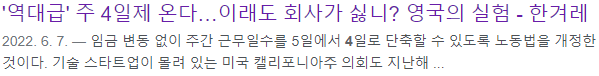 '역대급' 주 4일제 온다…이래도 회사가 싫니? 영국의 실험 - 한겨레
2022. 6. 7. — 임금 변동 없이 주간 근무일수를 5일에서 4일로 단축할 수 있도록 노동법을 개정한
것이다. 기술 스타트업이 몰려 있는 미국 캘리포니아주 의회도 지난해 ...